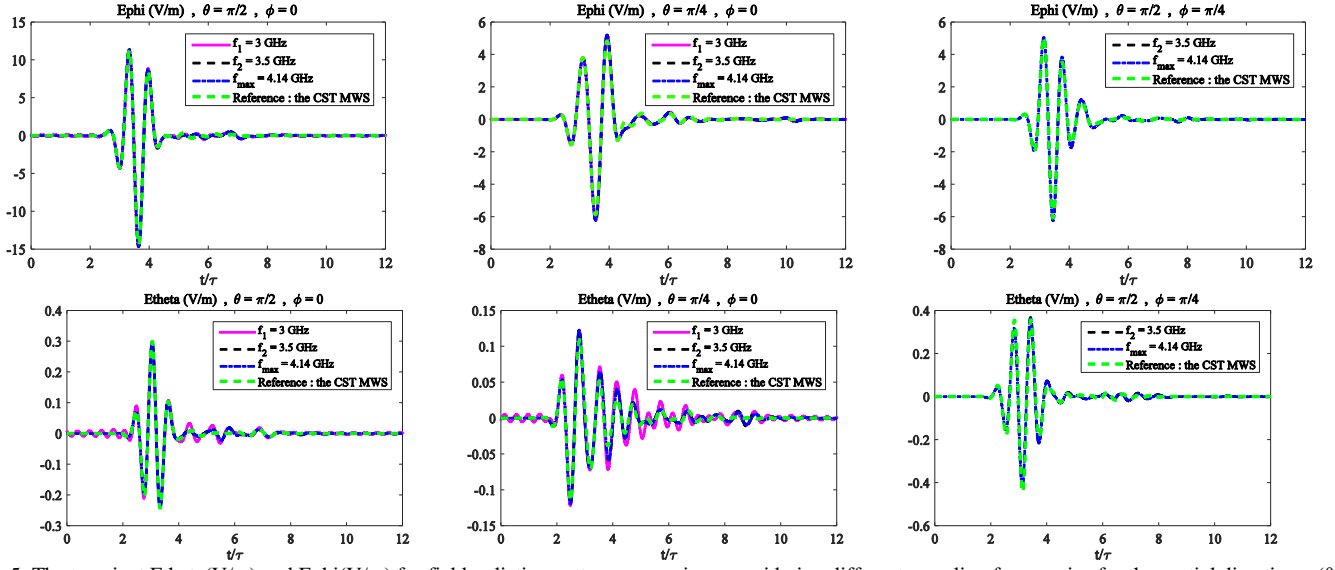 Ephi (V/m) , θ = π/2 , ϕ = 0
15
10
5
0
-5
-10
-15
0 2 4 6 8 10 12
t/τ
f1 = 3 GHz
f2 = 3.5 GHz
fmax = 4.14 GHz
Reference : the CST MWS
Ephi (V/m) , θ = π/4 , ϕ = 0
6
4
2
0
-2
-4
-6
-8
0 2 4 6 8 10 12
t/τ
f1 = 3 GHz
f2 = 3.5 GHz
fmax = 4.14 GHz
Reference : the CST MWS
Ephi (V/m) , θ = π/2 , ϕ = π/4
6
4
2
0
-2
-4
-6
-8
0 2 4 6 8 10 12
t/τ
f2 = 3.5 GHz
fmax = 4.14 GHz
Reference : the CST MWS
Etheta (V/m) , θ = π/2 , ϕ = 0
0.4
0.3
0.2
0.1
0
-0.1
-0.2
-0.3
0 2 4 6 8 10 12
t/τ
f1 = 3 GHz
f2 = 3.5 GHz
fmax = 4.14 GHz
Reference : the CST MWS
Etheta (V/m) , θ = π/4 , ϕ = 0
0.15
0.1
0.05
0
-0.05
-0.1
-0.15
0 2 4 6 8 10 12
t/τ
f1 = 3 GHz
f2 = 3.5 GHz
fmax = 4.14 GHz
Reference : the CST MWS
Etheta (V/m) , θ = π/2 , ϕ = π/4
0.4
0.2
0
-0.2
-0.4
-0.6
0 2 4 6 8 10 12
t/τ
f2 = 3.5 GHz
fmax = 4.14 GHz
Reference : the CST MWS